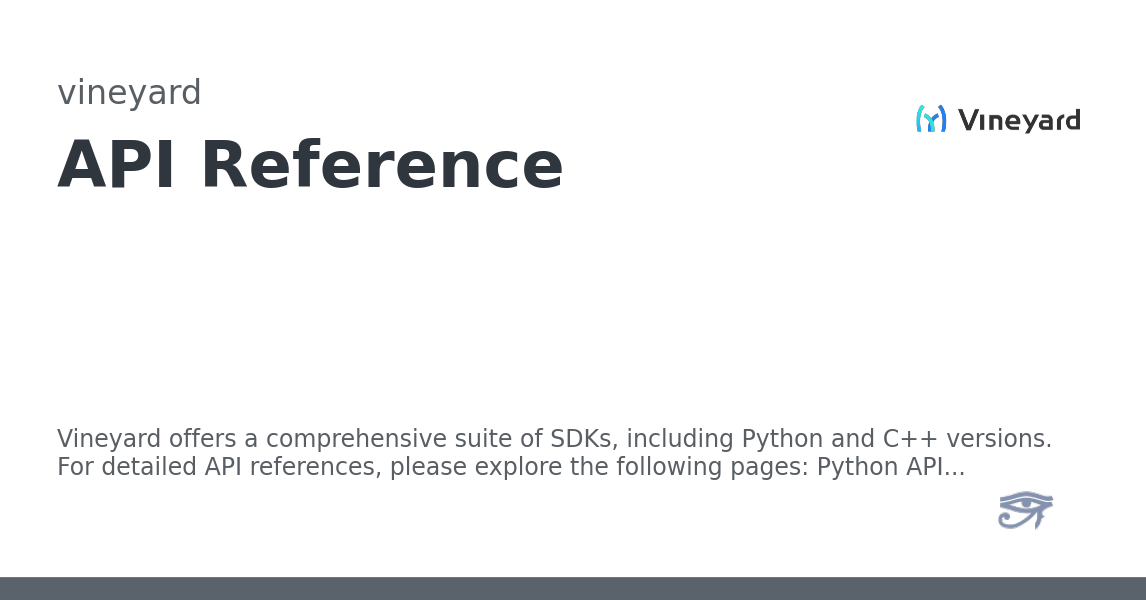 vineyard
API Reference
Vineyard
Vineyard offers a comprehensive suite of SDKs, including Python and C++ versions.
For detailed API references, please explore the following pages: Python API...